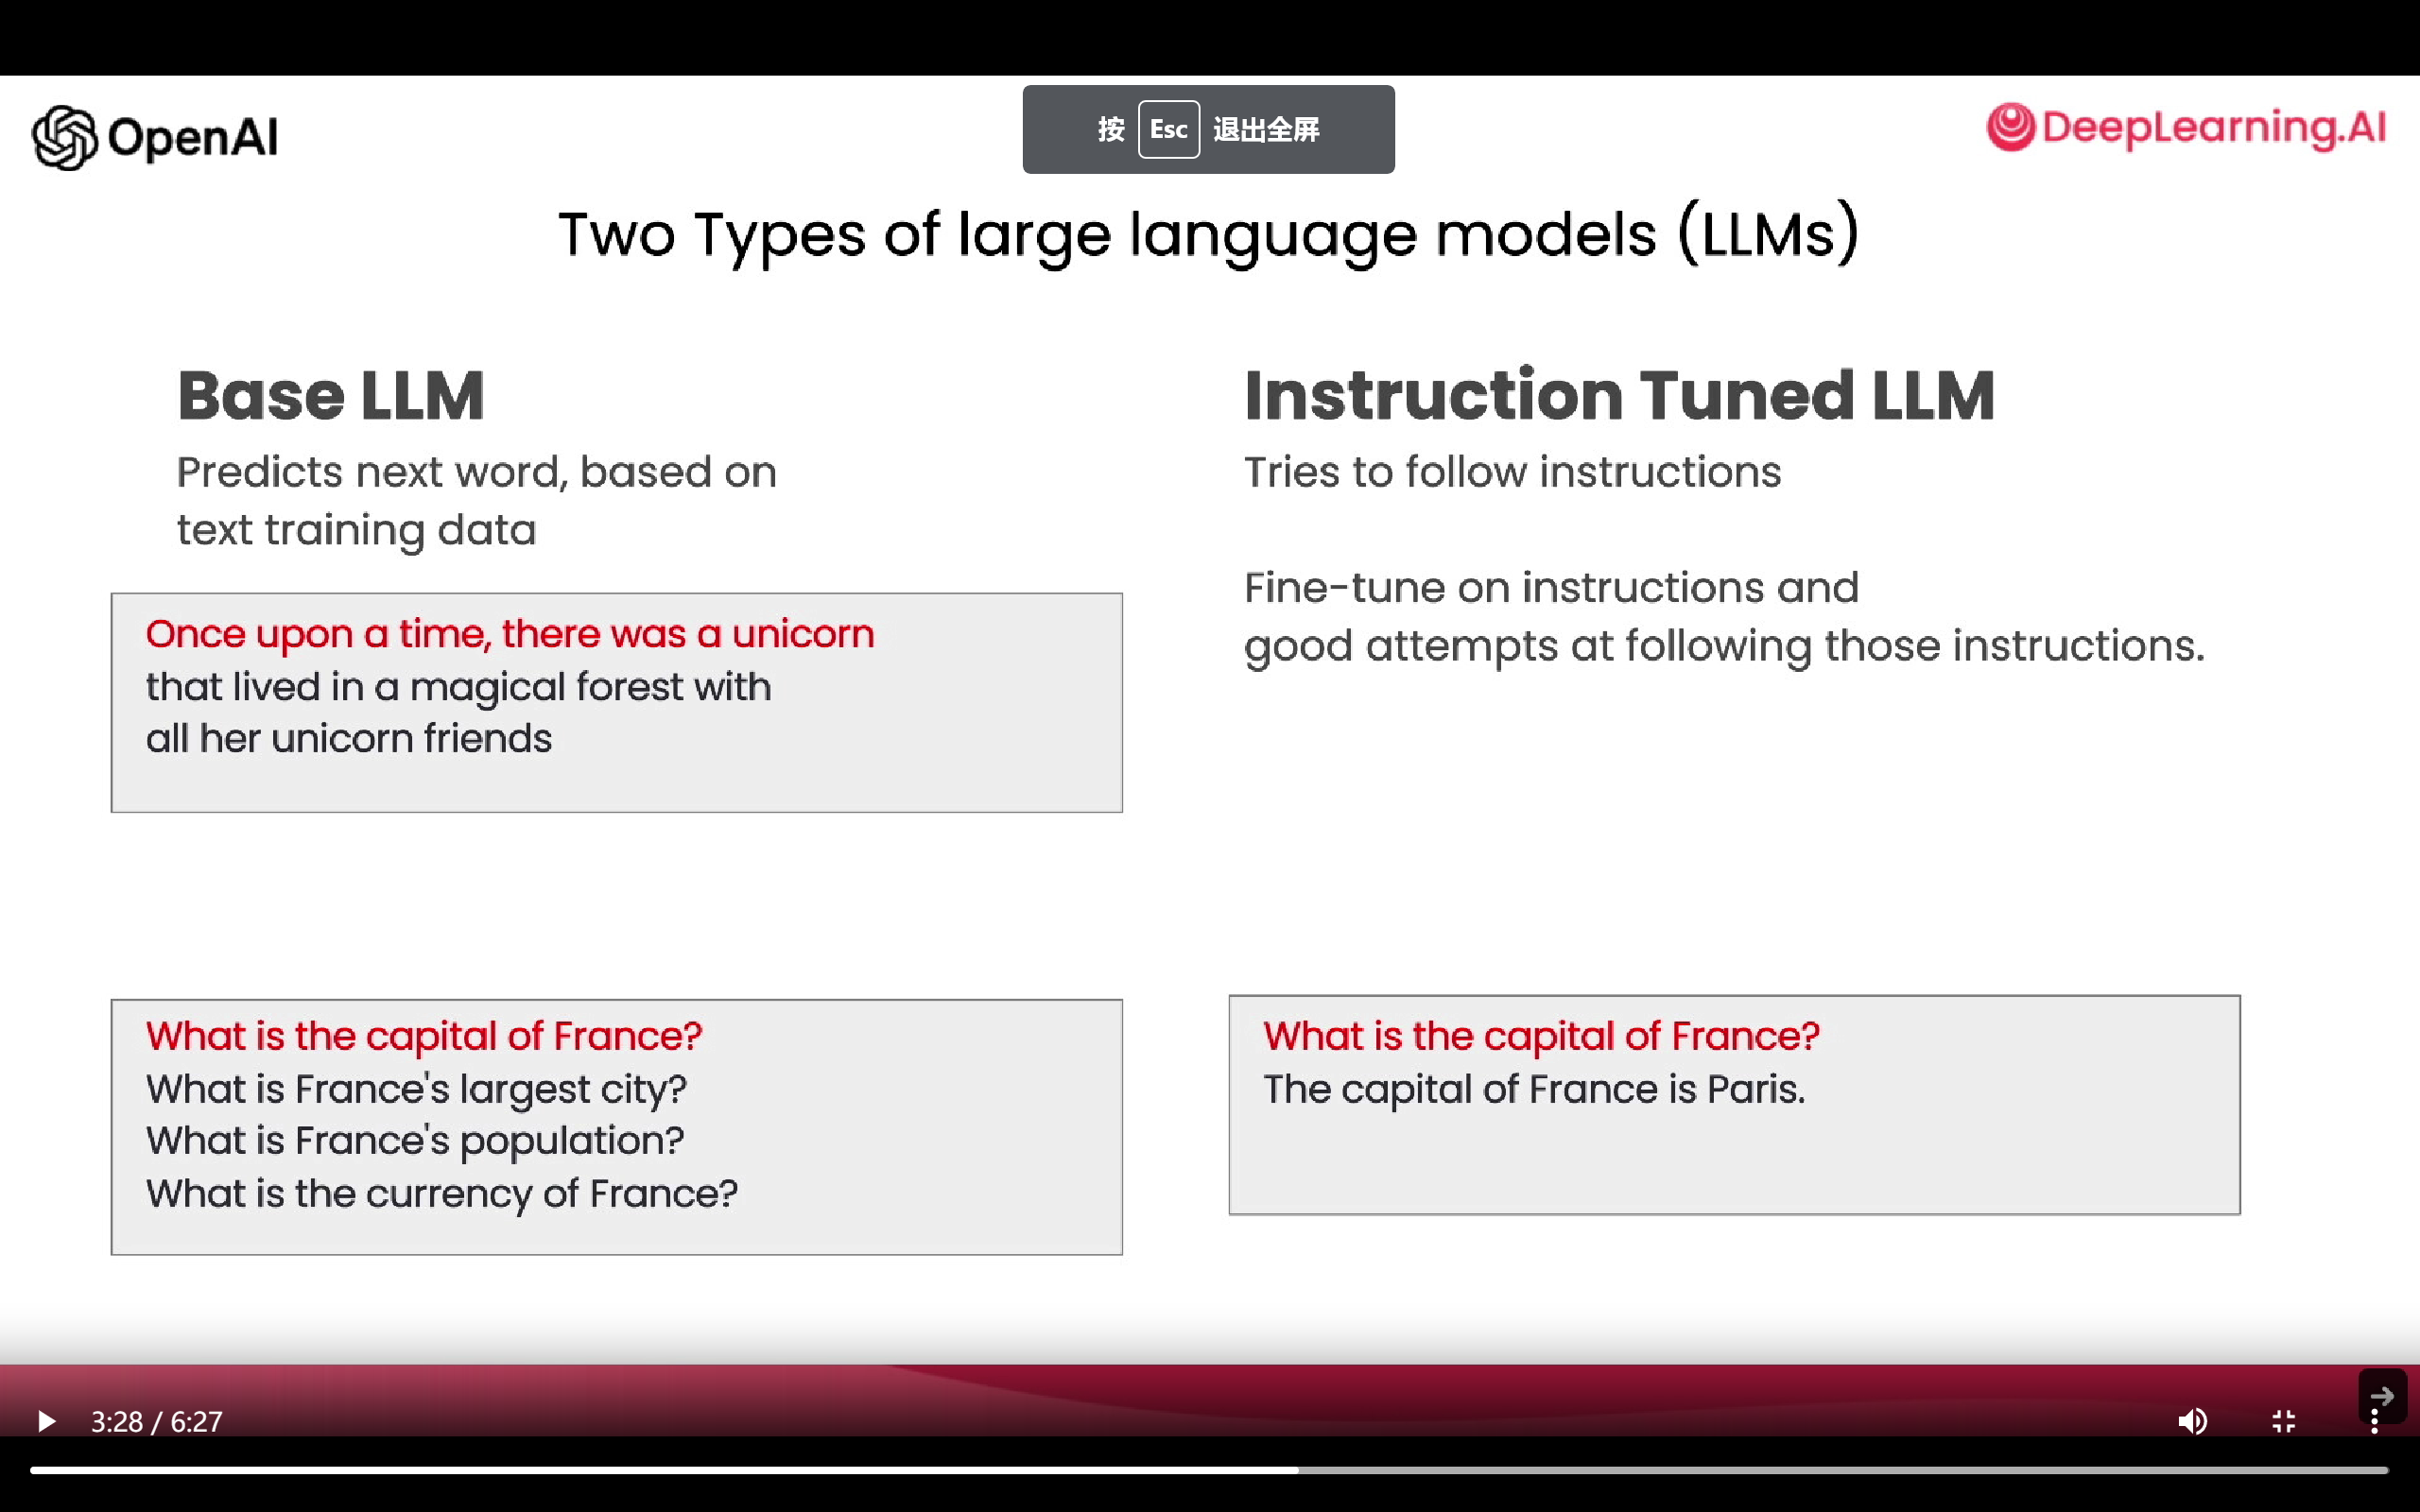 OpenAI
按 Esc 退出全屏
DeepLearning.AI
Two Types of large language models (LLMs)
Base LLM
Predicts next word, based on
text training data
Once upon a time, there was a unicorn
that lived in a magical forest with
all her unicorn friends
What is the capital of France?
What is France's largest city?
What is France's population?
What is the currency of France?
Instruction Tuned LLM
Tries to follow instructions
Fine-tune on instructions and
good attempts at following those instructions.
What is the capital of France?
The capital of France is Paris.
3:28 / 6:27